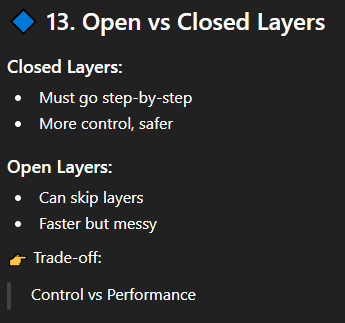 🔷 13. Open vs Closed Layers
Closed Layers:
• Must go step-by-step
• More control, safer
Open Layers:
• Can skip layers
• Faster but messy
👉 Trade-off:
Control vs Performance